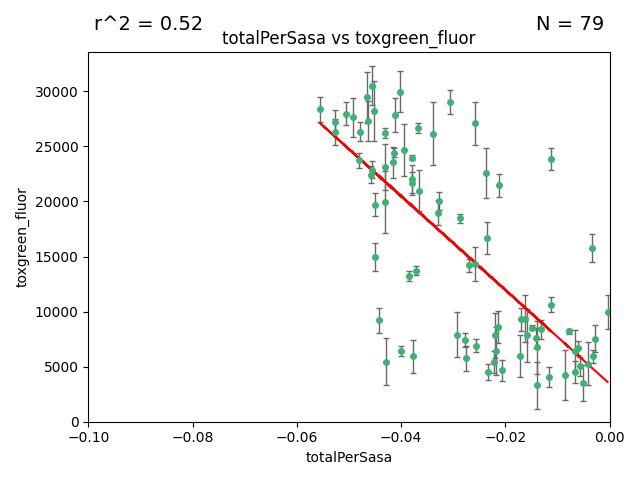 r^2 = 0.52
N = 79
totalPerSasa vs toxgreen_fluor
toxgreen_fluor
30000
25000
20000
15000
10000
5000
0
−0.10
−0.08
−0.06
−0.04
−0.02
0.00
totalPerSasa